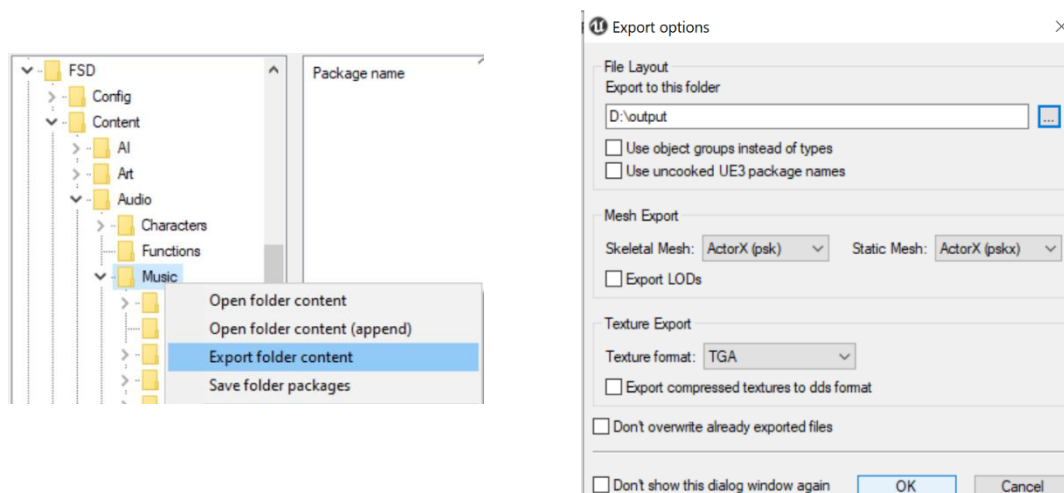 FSD
Config
Content
AI
Art
Audio
Characters
Functions
Music
Package name
Open folder content
Open folder content (append)
Export folder content
Save folder packages
Export options
File Layout
Export to this folder
D:\output
...
Use object groups instead of types
Use uncooked UE3 package names
Mesh Export
Skeletal Mesh: ActorX (psk) Static Mesh: ActorX (pskx)
Export LODs
Texture Export
Texture format: TGA
Export compressed textures to dds format
Don't overwrite already exported files
Don't show this dialog window again OK Cancel